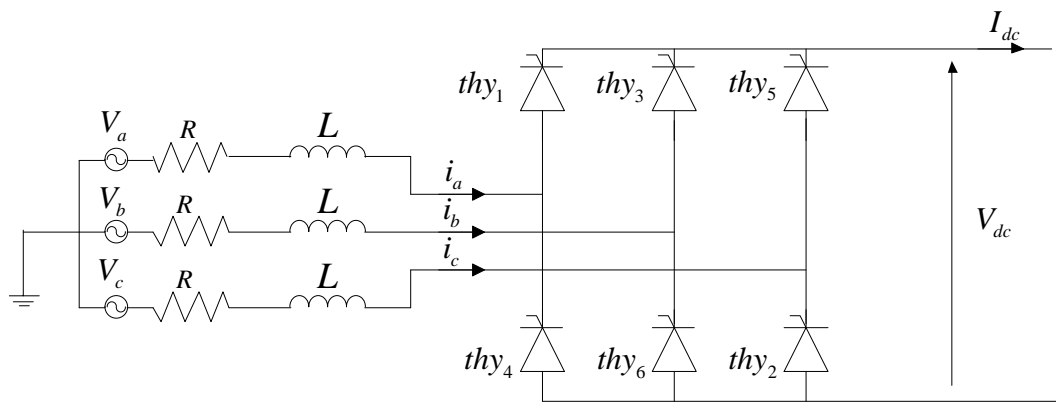 I_dc
thy_1
thy_3
thy_5
V_a
R
L
i_a
V_b
R
L
i_b
V_dc
V_c
R
L
i_c
thy_4
thy_6
thy_2